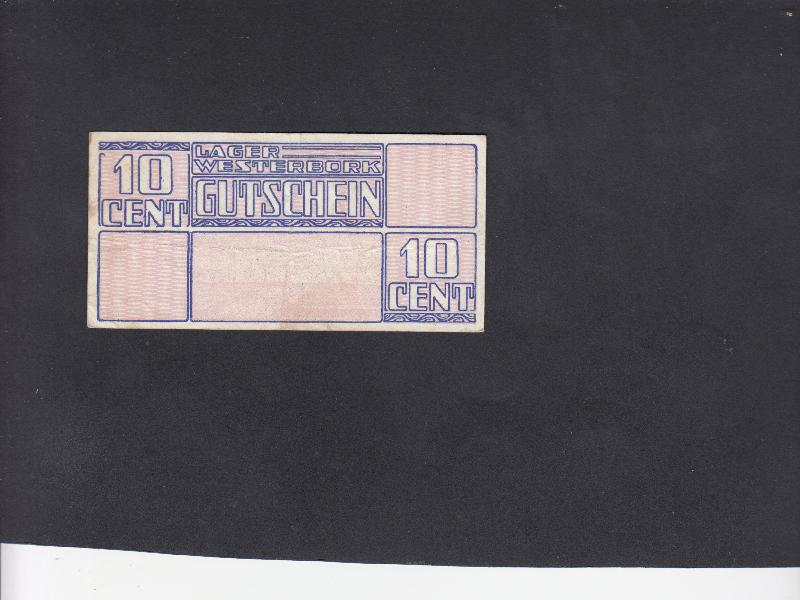 10
CENT
LAGER
WESTERBORK
GUTSCHEIN
10
CENT